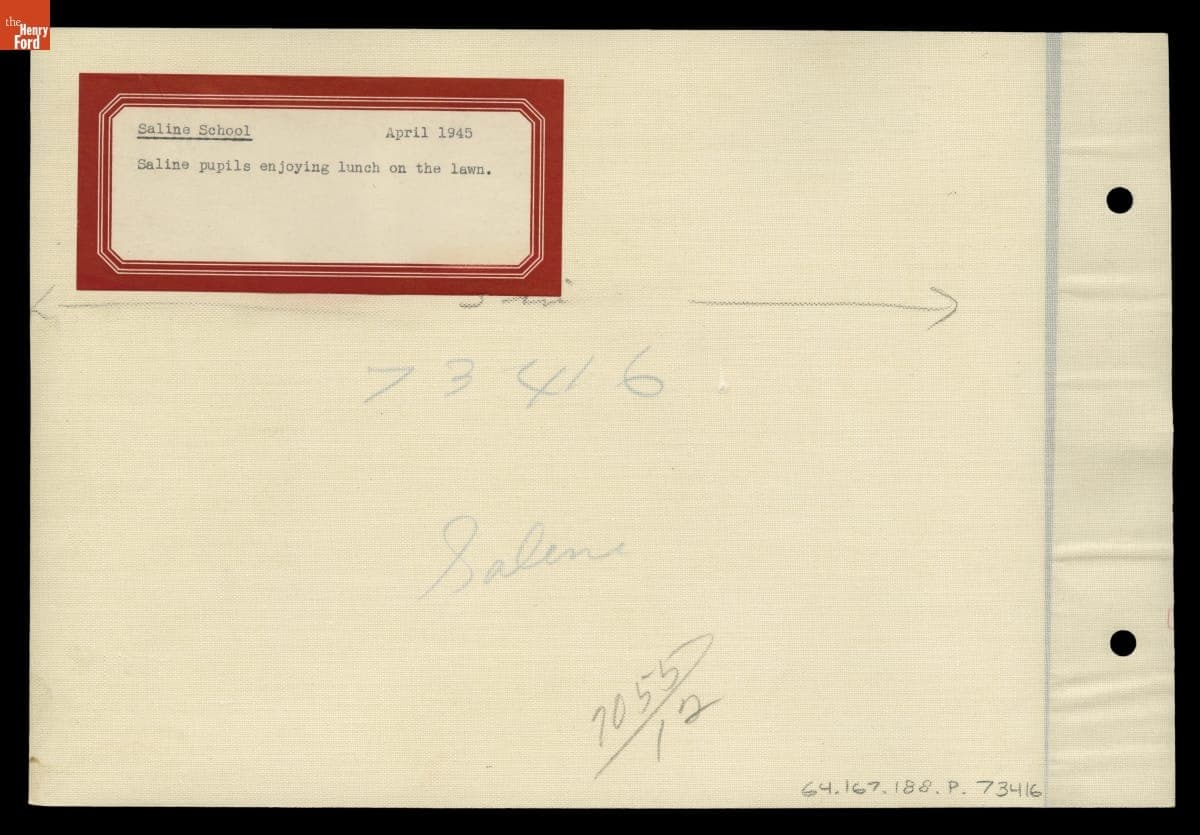 the
Henry
Ford
Saline School April 1945
Saline pupils enjoying lunch on the lawn.
73416
7055/12
64.167.188.P.73416